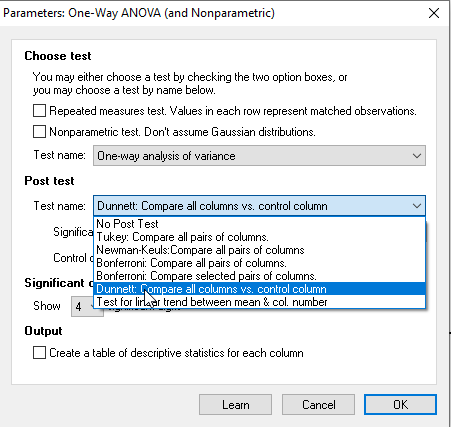 Parameters: One-Way ANOVA (and Nonparametric)
Choose test
You may either choose a test by checking the two option boxes, or
you may choose a test by name below.
Repeated measures test. Values in each row represent matched observations.
Nonparametric test. Don't assume Gaussian distributions.
Test name: One-way analysis of variance
Post test
Test name: Dunnett: Compare all columns vs. control column
No Post Test
Tukey: Compare all pairs of columns.
Newman-Keuls:Compare all pairs of columns
Bonferroni: Compare all pairs of columns.
Bonferroni: Compare selected pairs of columns.
Dunnett: Compare all columns vs. control column
Test for linear trend between mean & col. number
Significa
Control c
Significant
Show 4
Output
Create a table of descriptive statistics for each column
Learn Cancel OK